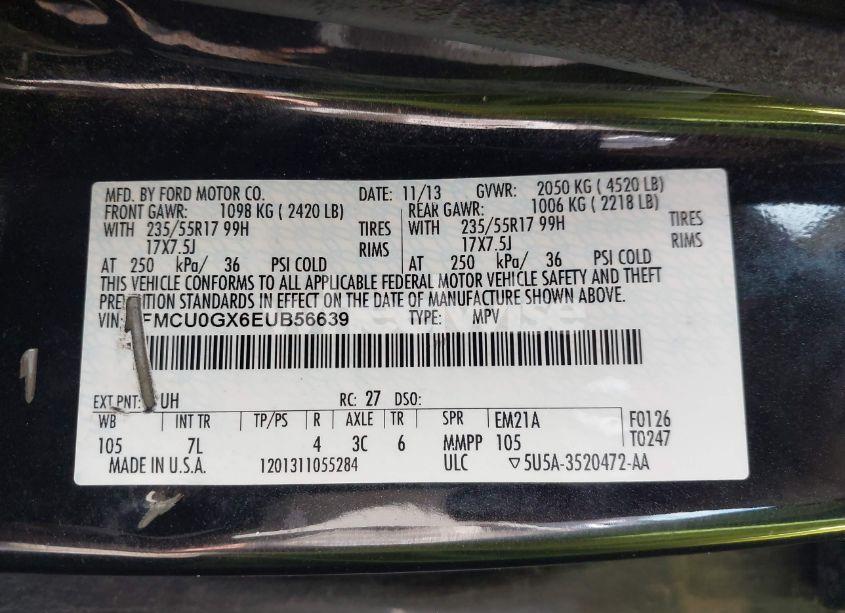 MFD. BY FORD MOTOR CO. DATE: 11/13 GVWR: 2050 KG ( 4520 LB)
FRONT GAWR: 1098 KG ( 2420 LB) REAR GAWR: 1006 KG ( 2218 LB)
WITH 235/55R17 99H TIRES WITH 235/55R17 99H TIRES
17X7.5J RIMS 17X7.5J RIMS
AT 250 kPa/ 36 PSI COLD AT 250 kPa/ 36 PSI COLD
THIS VEHICLE CONFORMS TO ALL APPLICABLE FEDERAL MOTOR VEHICLE SAFETY AND THEFT
STANDARDS IN EFFECT ON THE DATE OF MANUFACTURE SHOWN ABOVE.
VIN: FMCU0GX6EUB56639 TYPE: MPV
EXT PNT: UH RC: 27 DSO:
WB INT TR TP/PS R AXLE TR SPR EM21A F0126
105 7L 4 3C 6 MMPP 105 T0247
MADE IN U.S.A. 1201311055284 ULC ▽5U5A-3520472-AA